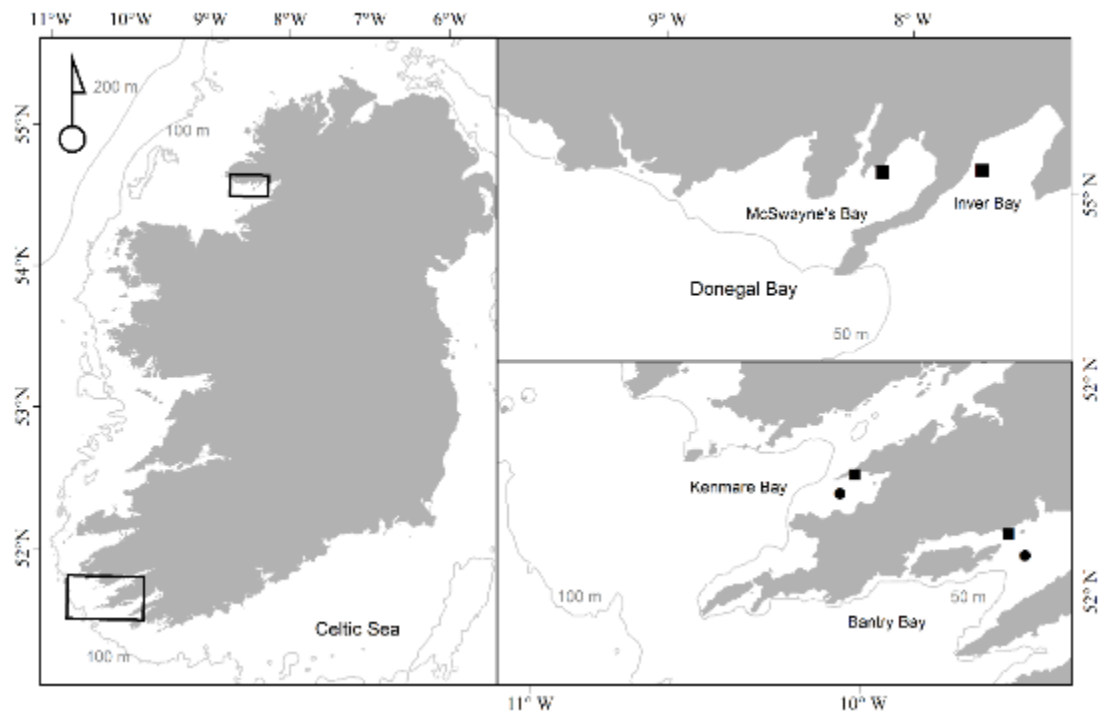 11° W 10° W 9° W 8° W 7° W 6° W
9° W 8° W
200 m
100 m
55° N
54° N
53° N
52° N
100 m
Celtic Sea
McSwayne's Bay
Inver Bay
Donegal Bay
50 m
55° N
Kenmare Bay
100 m
50 m
Bantry Bay
52° N
52° N
11° W 10° W